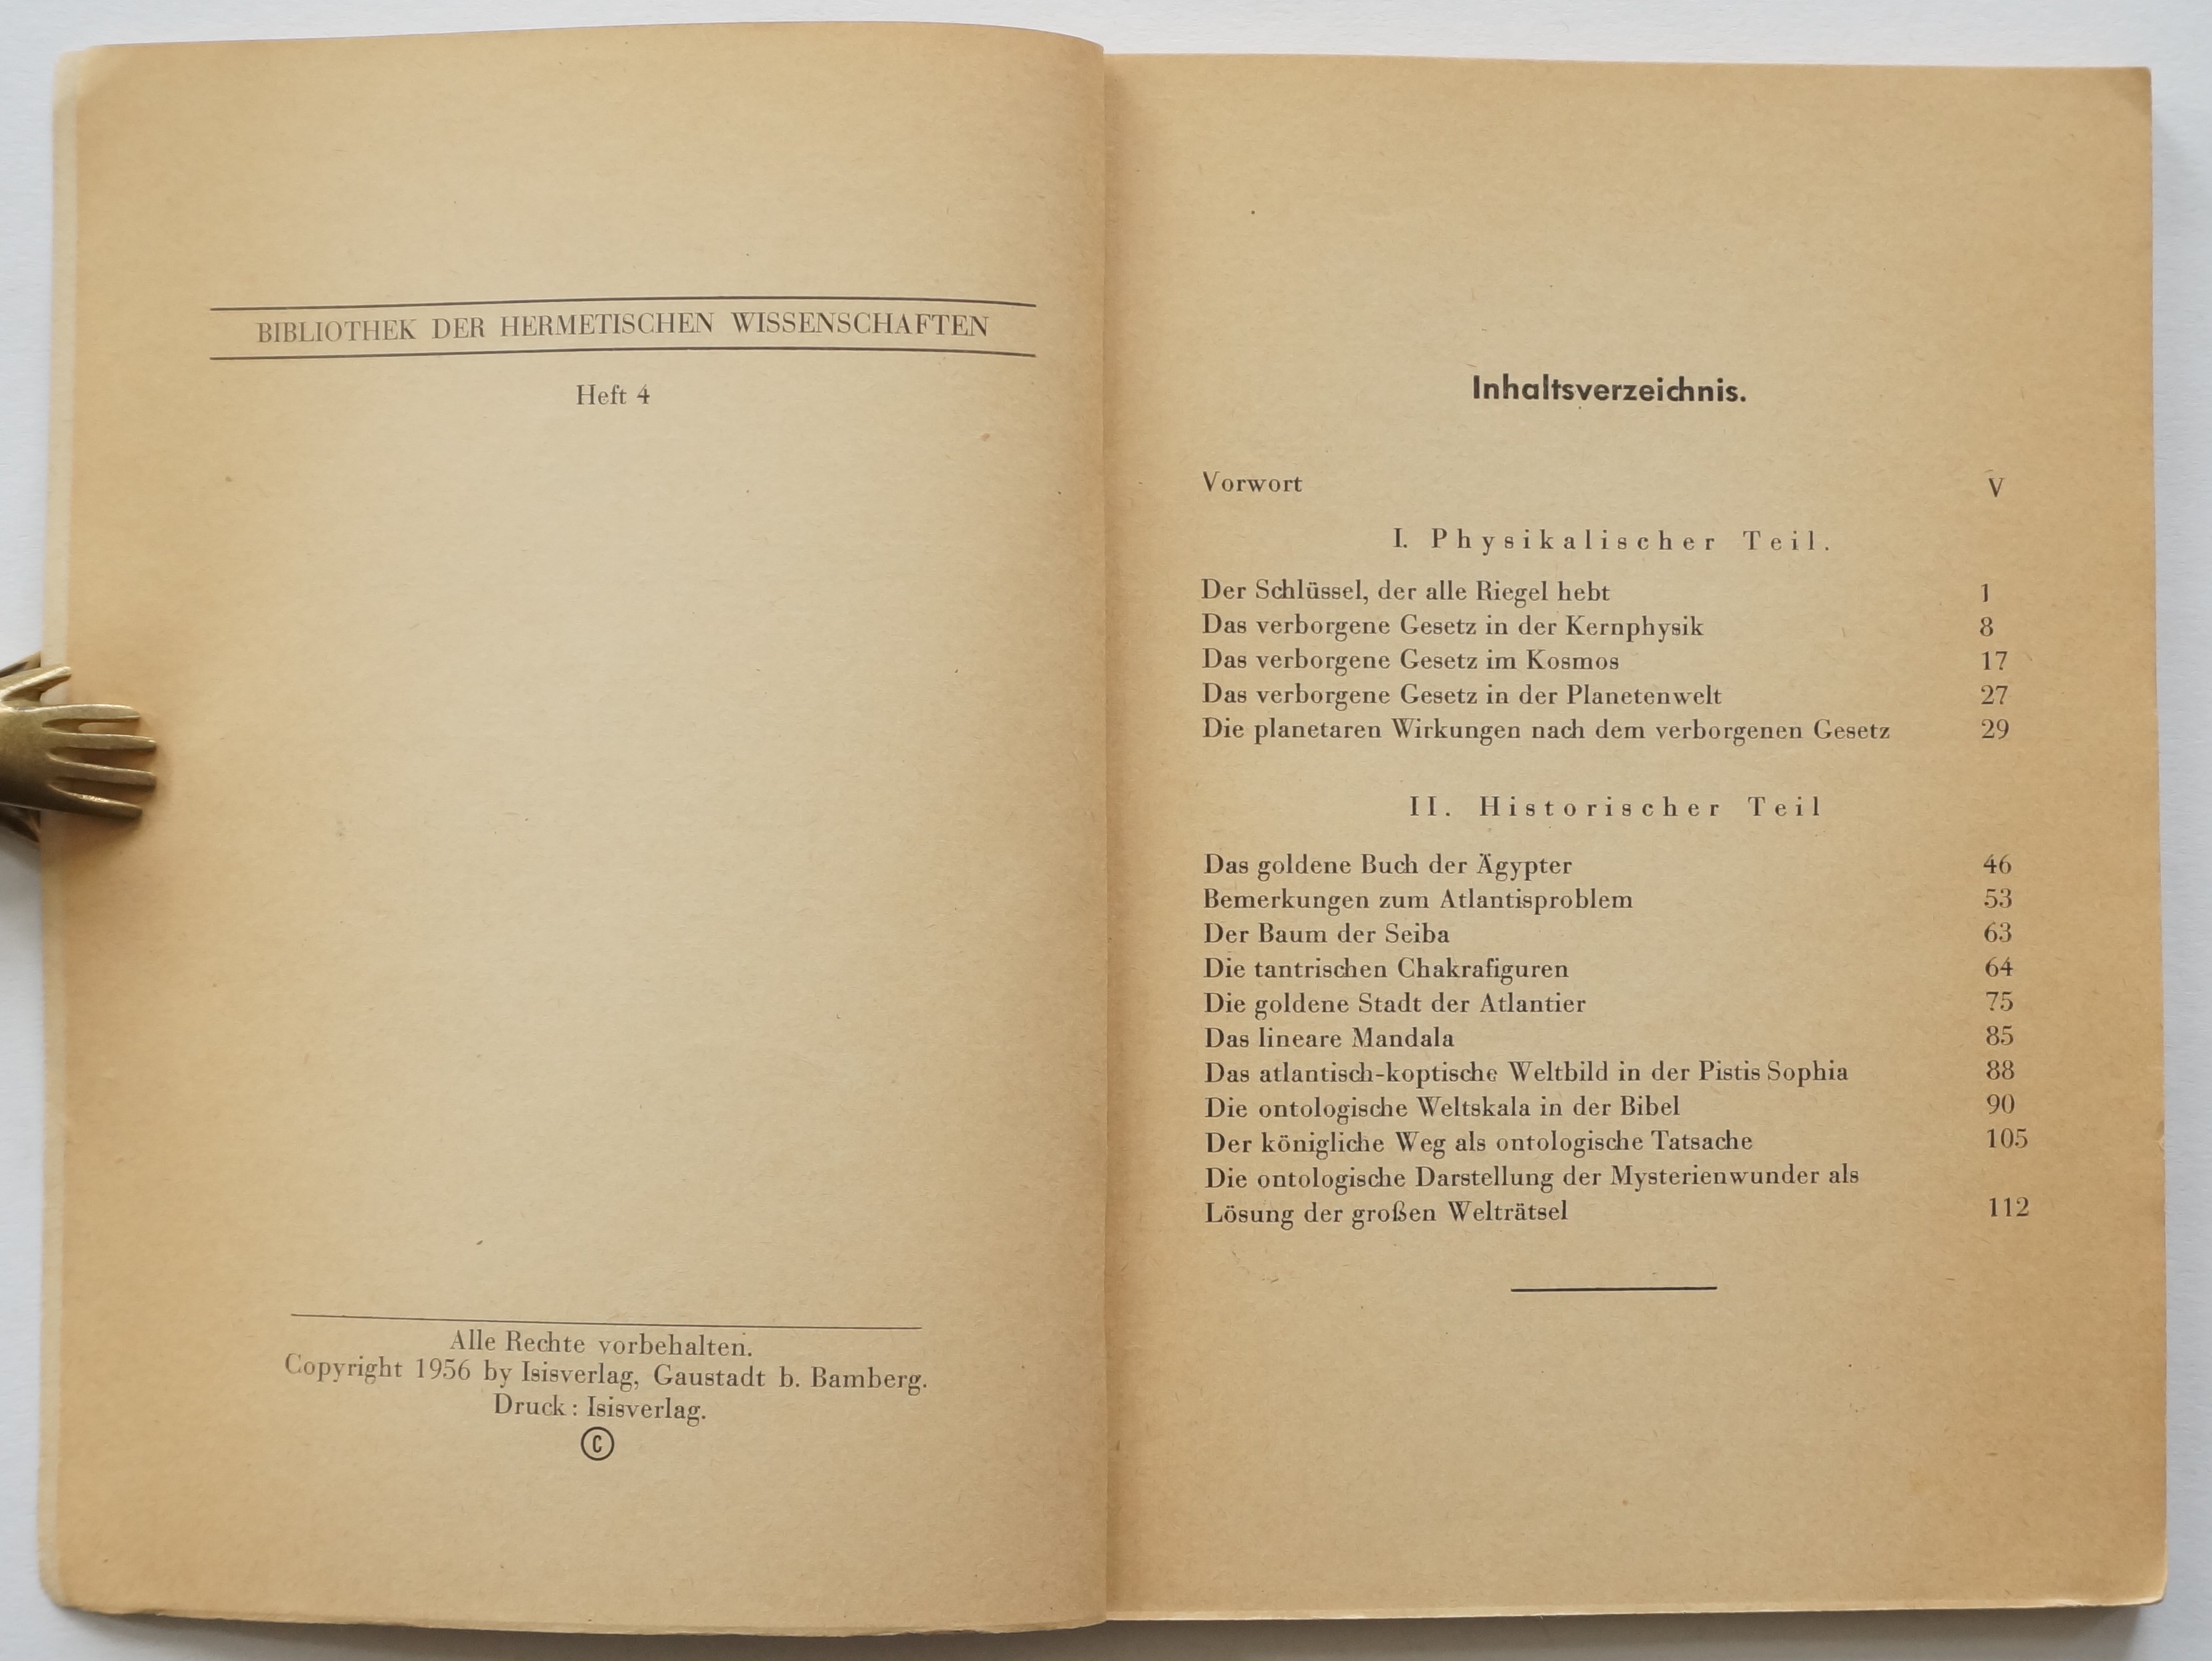 BIBLIOTHEK DER HERMETISCHEN WISSENSCHAFTEN
Heft 4
Alle Rechte vorbehalten.
Copyright 1956 by Isisverlag, Gaustadt b. Bamberg.
Druck: Isisverlag.
©
Inhaltsverzeichnis.
Vorwort V
I. Physikalischer Teil.
Der Schlüssel, der alle Riegel hebt 1
Das verborgene Gesetz in der Kernphysik 8
Das verborgene Gesetz im Kosmos 17
Das verborgene Gesetz in der Planetenwelt 27
Die planetaren Wirkungen nach dem verborgenen Gesetz 29
II. Historischer Teil
Das goldene Buch der Ägypter 46
Bemerkungen zum Atlantisproblem 53
Der Baum der Seiba 63
Die tantrischen Chakrafiguren 64
Die goldene Stadt der Atlantier 75
Das lineare Mandala 85
Das atlantisch-koptische Weltbild in der Pistis Sophia 88
Die ontologische Weltskala in der Bibel 90
Der königliche Weg als ontologische Tatsache 105
Die ontologische Darstellung der Mysterienwunder als
Lösung der großen Welträtsel 112